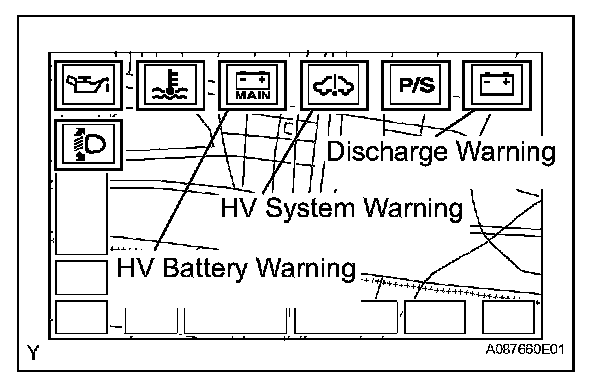 MAIN
P/S
Discharge Warning
HV System Warning
HV Battery Warning
Y
A087660E01